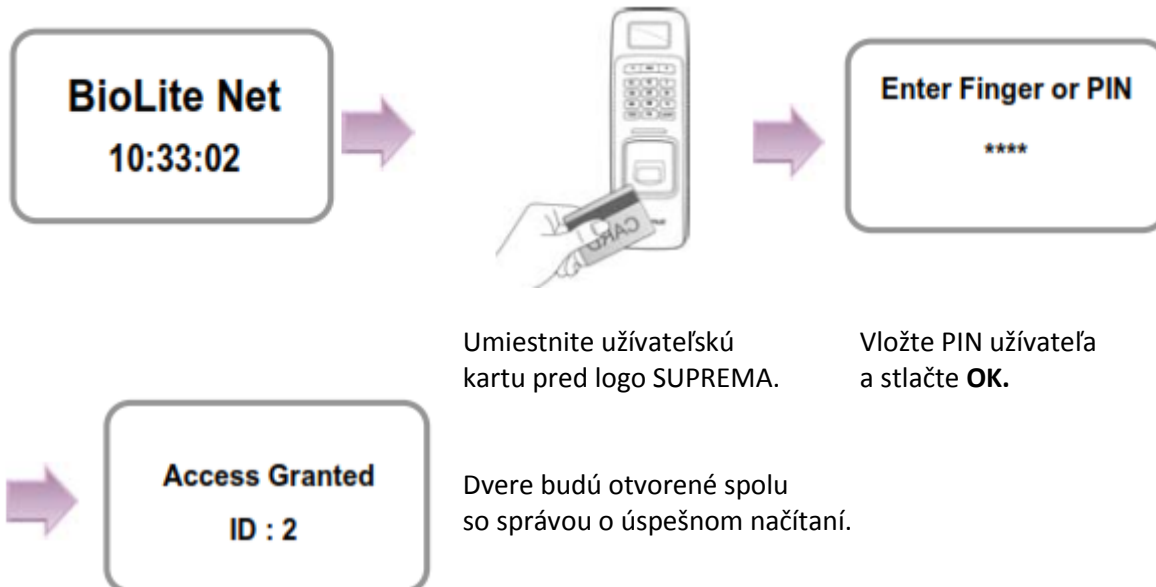 BioLite Net
10:33:02
CARD
Enter Finger or PIN
****
Umiestnite užívateľskú
kartu pred logo SUPREMA.
Vložte PIN užívateľa
a stlačte OK.
Access Granted
ID : 2
Dvere budú otvorené spolu
so správou o úspešnom načítaní.